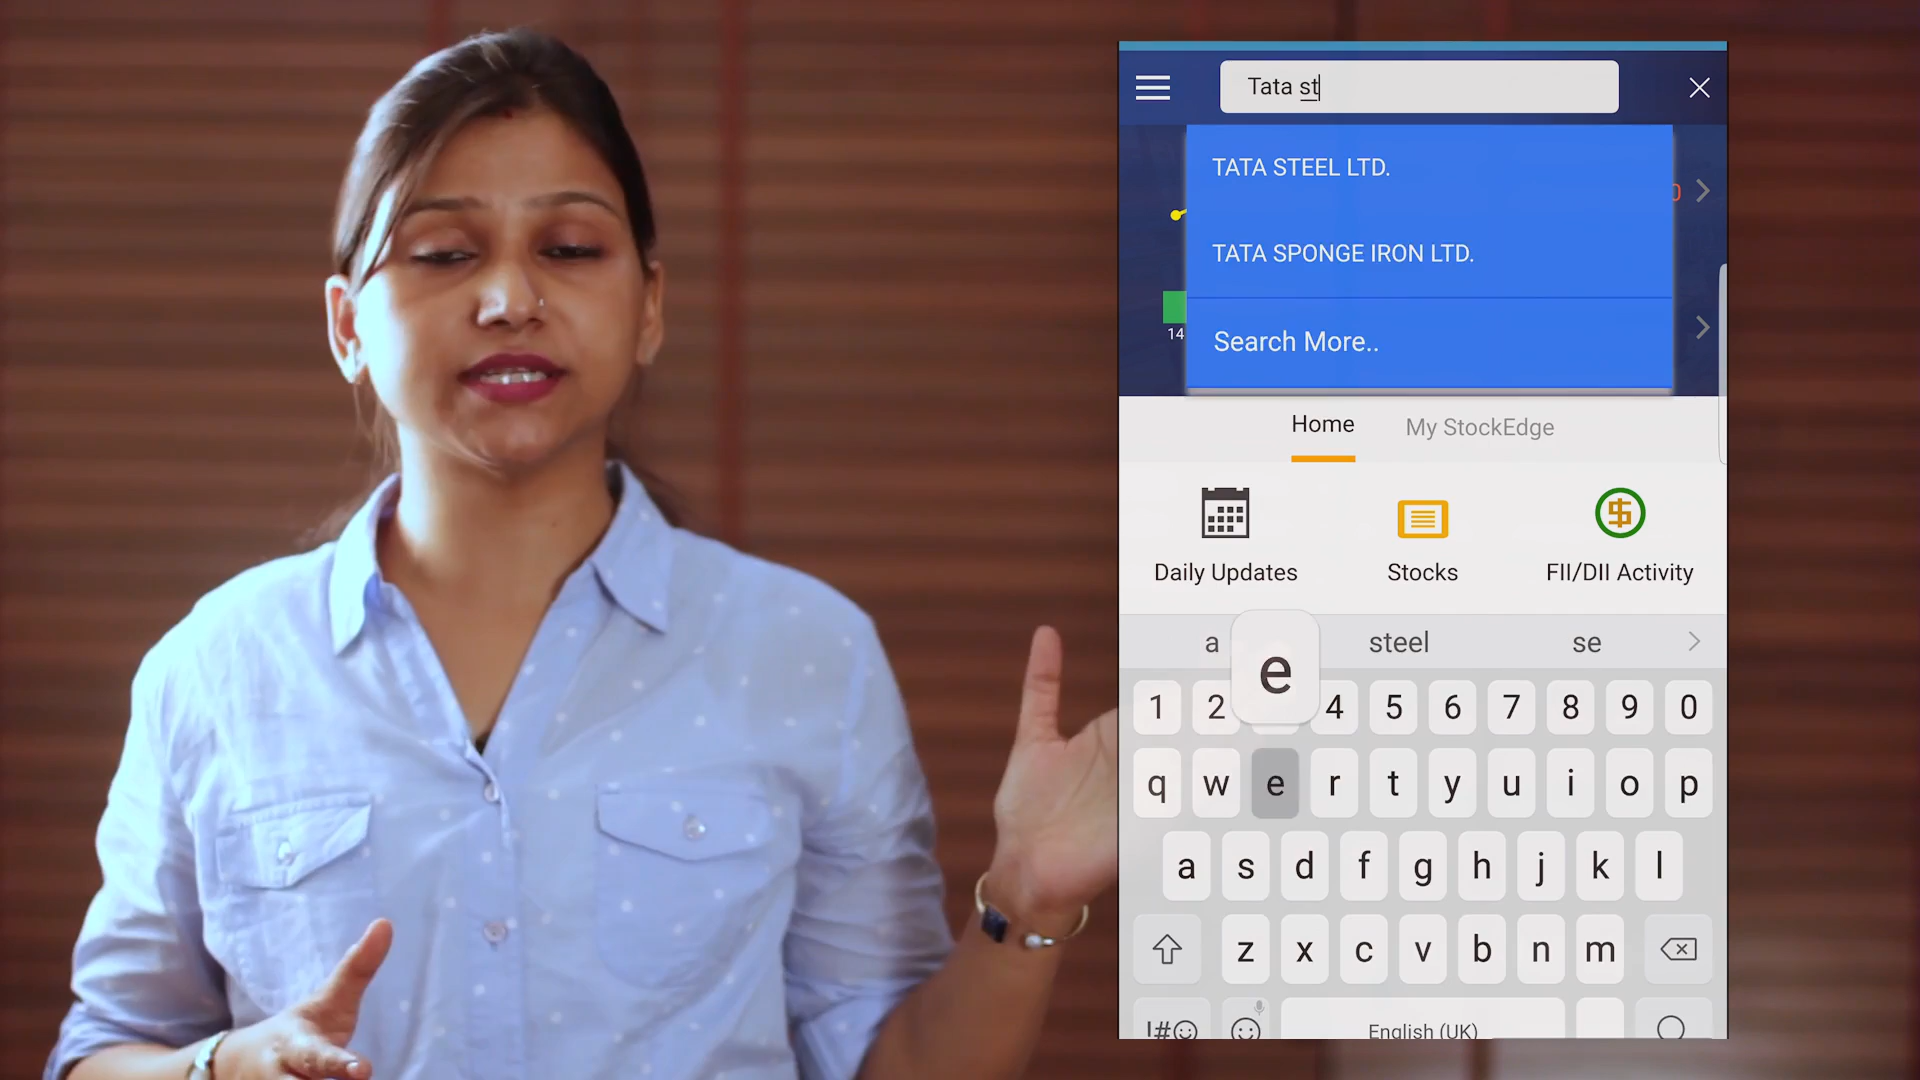 Tata st
TATA STEEL LTD.
TATA SPONGE IRON LTD.
14
Search More..
Home My StockEdge
Daily Updates Stocks FII/DII Activity
a steel se
e
1 2 4 5 6 7 8 9 0
q w e r t y u i o p
a s d f g h j k l
z x c v b n m
!# English (UK)